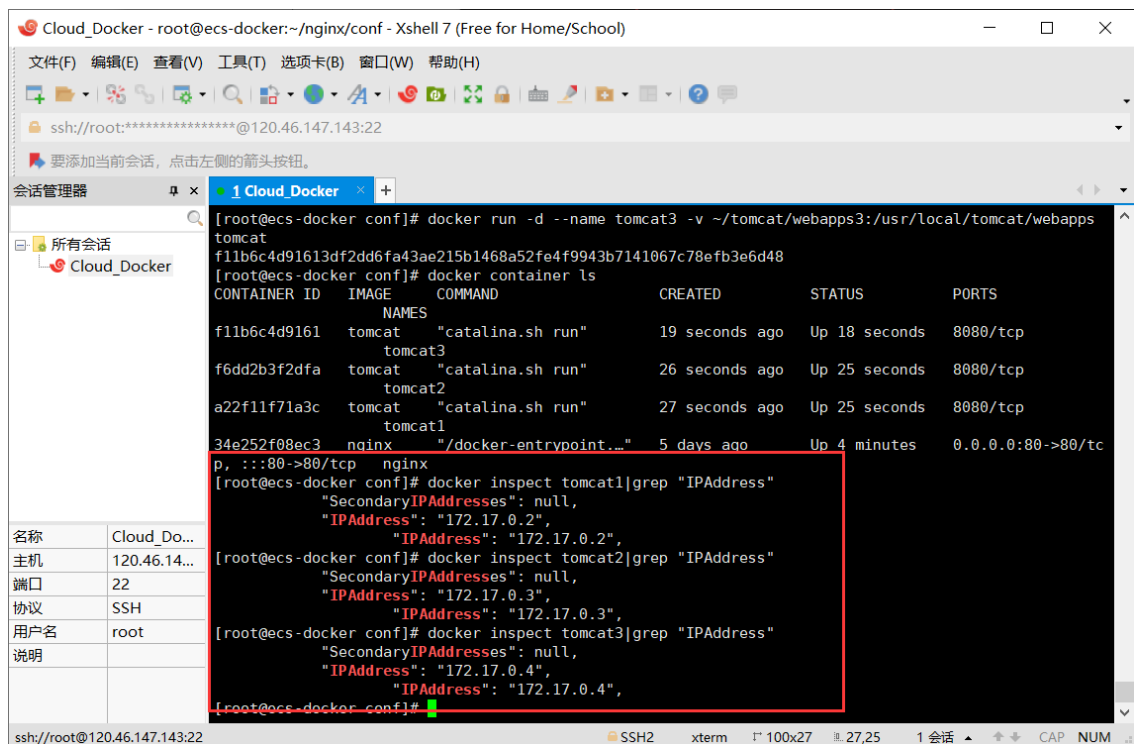 Cloud_Docker - root@ecs-docker:~/nginx/conf - Xshell 7 (Free for Home/School)
文件(F) 编辑(E) 查看(V) 工具(T) 选项卡(B) 窗口(W) 帮助(H)
ssh://root:****************@120.46.147.143:22
要添加当前会话，点击左侧的箭头按钮。
会话管理器
所有会话
Cloud_Docker
名称 Cloud_Do...
主机 120.46.14...
端口 22
协议 SSH
用户名 root
说明
1 Cloud_Docker × +
[root@ecs-docker conf]# docker run -d --name tomcat3 -v ~/tomcat/webapps3:/usr/local/tomcat/webapps
tomcat
f11b6c4d91613df2dd6fa43ae215b1468a52fe4f9943b7141067c78efb3e6d48
[root@ecs-docker conf]# docker container ls
CONTAINER ID IMAGE COMMAND CREATED STATUS PORTS
NAMES
f11b6c4d9161 tomcat "catalina.sh run" 19 seconds ago Up 18 seconds 8080/tcp
tomcat3
f6dd2b3f2dfa tomcat "catalina.sh run" 26 seconds ago Up 25 seconds 8080/tcp
tomcat2
a22f11f71a3c tomcat "catalina.sh run" 27 seconds ago Up 25 seconds 8080/tcp
tomcat1
34e252f08ec3 nginx "/docker-entrypoint.…" 5 days ago Up 4 minutes 0.0.0.0:80->80/tc
p, :::80->80/tcp nginx
[root@ecs-docker conf]# docker inspect tomcat1|grep "IPAddress"
"SecondaryIPAddresses": null,
"IPAddress": "172.17.0.2",
"IPAddress": "172.17.0.2",
[root@ecs-docker conf]# docker inspect tomcat2|grep "IPAddress"
"SecondaryIPAddresses": null,
"IPAddress": "172.17.0.3",
"IPAddress": "172.17.0.3",
[root@ecs-docker conf]# docker inspect tomcat3|grep "IPAddress"
"SecondaryIPAddresses": null,
"IPAddress": "172.17.0.4",
"IPAddress": "172.17.0.4",
[root@ecs-docker conf]#
ssh://root@120.46.147.143:22 SSH2 xterm 100x27 27,25 1 会话 CAP NUM